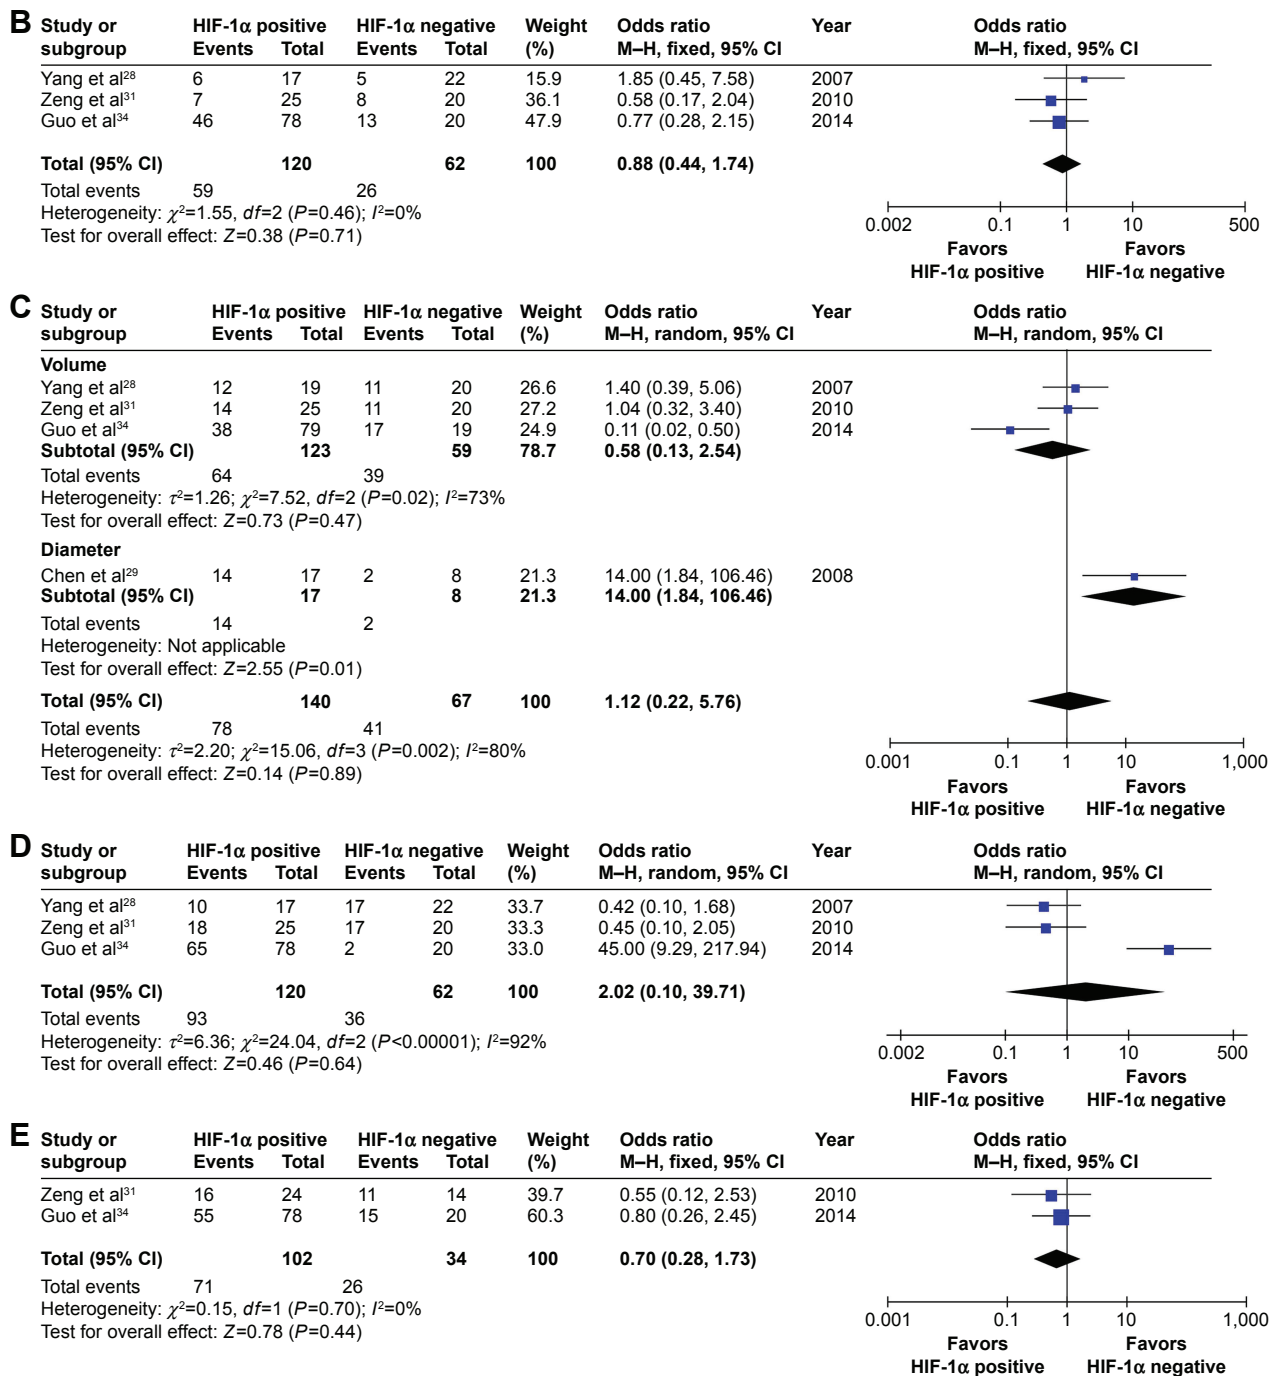 B Study or subgroup HIF-1α positive HIF-1α negative Weight (%) Odds ratio M–H, fixed, 95% CI Year Odds ratio M–H, fixed, 95% CI
Events Total Events Total
Yang et al28 6 17 5 22 15.9 1.85 (0.45, 7.58) 2007
Zeng et al31 7 25 8 20 36.1 0.58 (0.17, 2.04) 2010
Guo et al34 46 78 13 20 47.9 0.77 (0.28, 2.15) 2014
Total (95% CI) 120 62 100 0.88 (0.44, 1.74)
Total events 59 26
Heterogeneity: χ2=1.55, df=2 (P=0.46); I2=0%
Test for overall effect: Z=0.38 (P=0.71)
0.002 0.1 1 10 500
Favors Favors
HIF-1α positive HIF-1α negative
C Study or subgroup HIF-1α positive HIF-1α negative Weight (%) Odds ratio M–H, random, 95% CI Year Odds ratio M–H, random, 95% CI
Events Total Events Total
Volume
Yang et al28 12 19 11 20 26.6 1.40 (0.39, 5.06) 2007
Zeng et al31 14 25 11 20 27.2 1.04 (0.32, 3.40) 2010
Guo et al34 38 79 17 19 24.9 0.11 (0.02, 0.50) 2014
Subtotal (95% CI) 123 59 78.7 0.58 (0.13, 2.54)
Total events 64 39
Heterogeneity: τ2=1.26; χ2=7.52, df=2 (P=0.02); I2=73%
Test for overall effect: Z=0.73 (P=0.47)
Diameter
Chen et al29 14 17 2 8 21.3 14.00 (1.84, 106.46) 2008
Subtotal (95% CI) 17 8 21.3 14.00 (1.84, 106.46)
Total events 14 2
Heterogeneity: Not applicable
Test for overall effect: Z=2.55 (P=0.01)
Total (95% CI) 140 67 100 1.12 (0.22, 5.76)
Total events 78 41
Heterogeneity: τ2=2.20; χ2=15.06, df=3 (P=0.002); I2=80%
Test for overall effect: Z=0.14 (P=0.89)
0.001 0.1 1 10 1,000
Favors Favors
HIF-1α positive HIF-1α negative
D Study or subgroup HIF-1α positive HIF-1α negative Weight (%) Odds ratio M–H, random, 95% CI Year Odds ratio M–H, random, 95% CI
Events Total Events Total
Yang et al28 10 17 17 22 33.7 0.42 (0.10, 1.68) 2007
Zeng et al31 18 25 17 20 33.3 0.45 (0.10, 2.05) 2010
Guo et al34 65 78 2 20 33.0 45.00 (9.29, 217.94) 2014
Total (95% CI) 120 62 100 2.02 (0.10, 39.71)
Total events 93 36
Heterogeneity: τ2=6.36; χ2=24.04, df=2 (P<0.00001); I2=92%
Test for overall effect: Z=0.46 (P=0.64)
0.002 0.1 1 10 500
Favors Favors
HIF-1α positive HIF-1α negative
E Study or subgroup HIF-1α positive HIF-1α negative Weight (%) Odds ratio M–H, fixed, 95% CI Year Odds ratio M–H, fixed, 95% CI
Events Total Events Total
Zeng et al31 16 24 11 14 39.7 0.55 (0.12, 2.53) 2010
Guo et al34 55 78 15 20 60.3 0.80 (0.26, 2.45) 2014
Total (95% CI) 102 34 100 0.70 (0.28, 1.73)
Total events 71 26
Heterogeneity: χ2=0.15, df=1 (P=0.70); I2=0%
Test for overall effect: Z=0.78 (P=0.44)
0.001 0.1 1 10 1,000
Favors Favors
HIF-1α positive HIF-1α negative